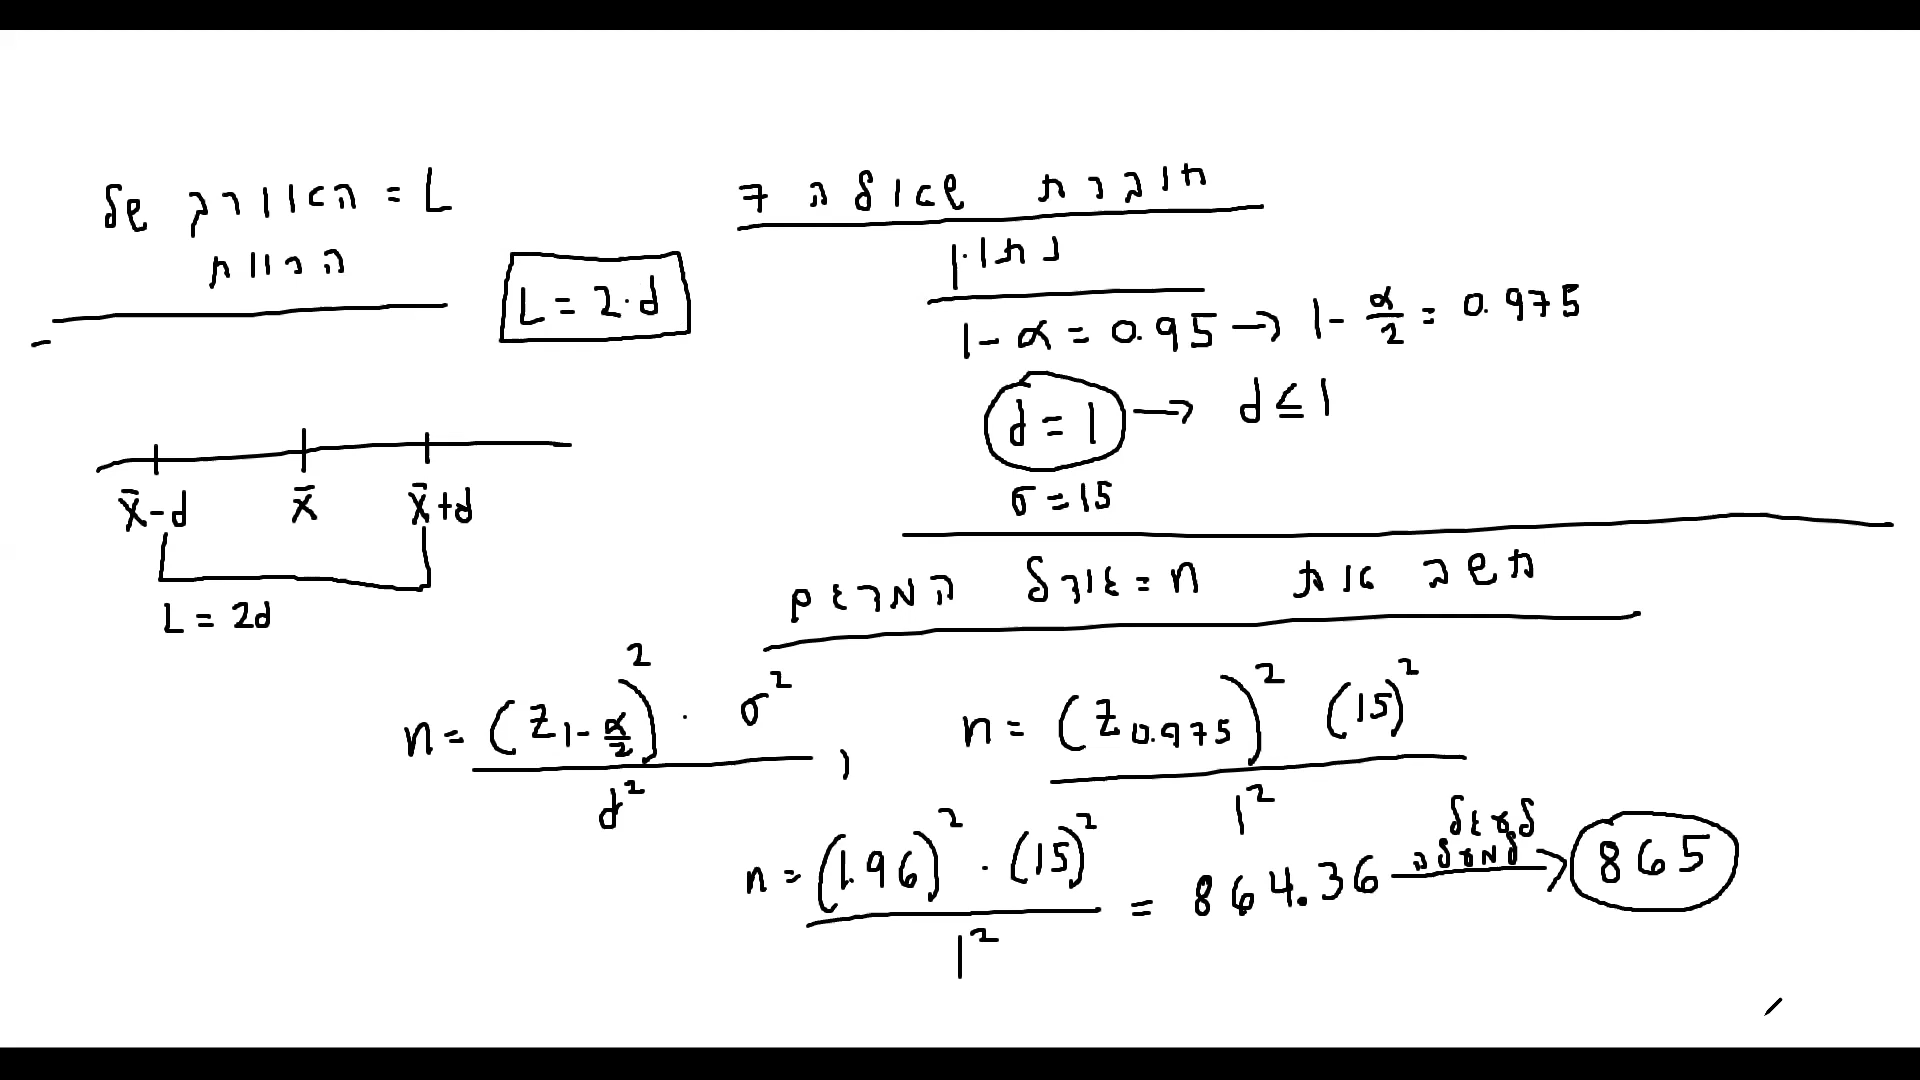 חוברת שאולה 7
נתון
1 - α = 0.95 → 1 - α/2 = 0.975
d = 1 → d ≤ 1
σ = 15
L = האורך של
הרווח
L = 2·d
x̄-d x̄ x̄+d
L = 2d
חשב את n = גודל המדגם
n = (Z₁₋α/₂)² · σ² / d² , n = (Z₀.₉₇₅)² (15)² / 1²
n = (1.96)² · (15)² / 1² = 864.36 → 865